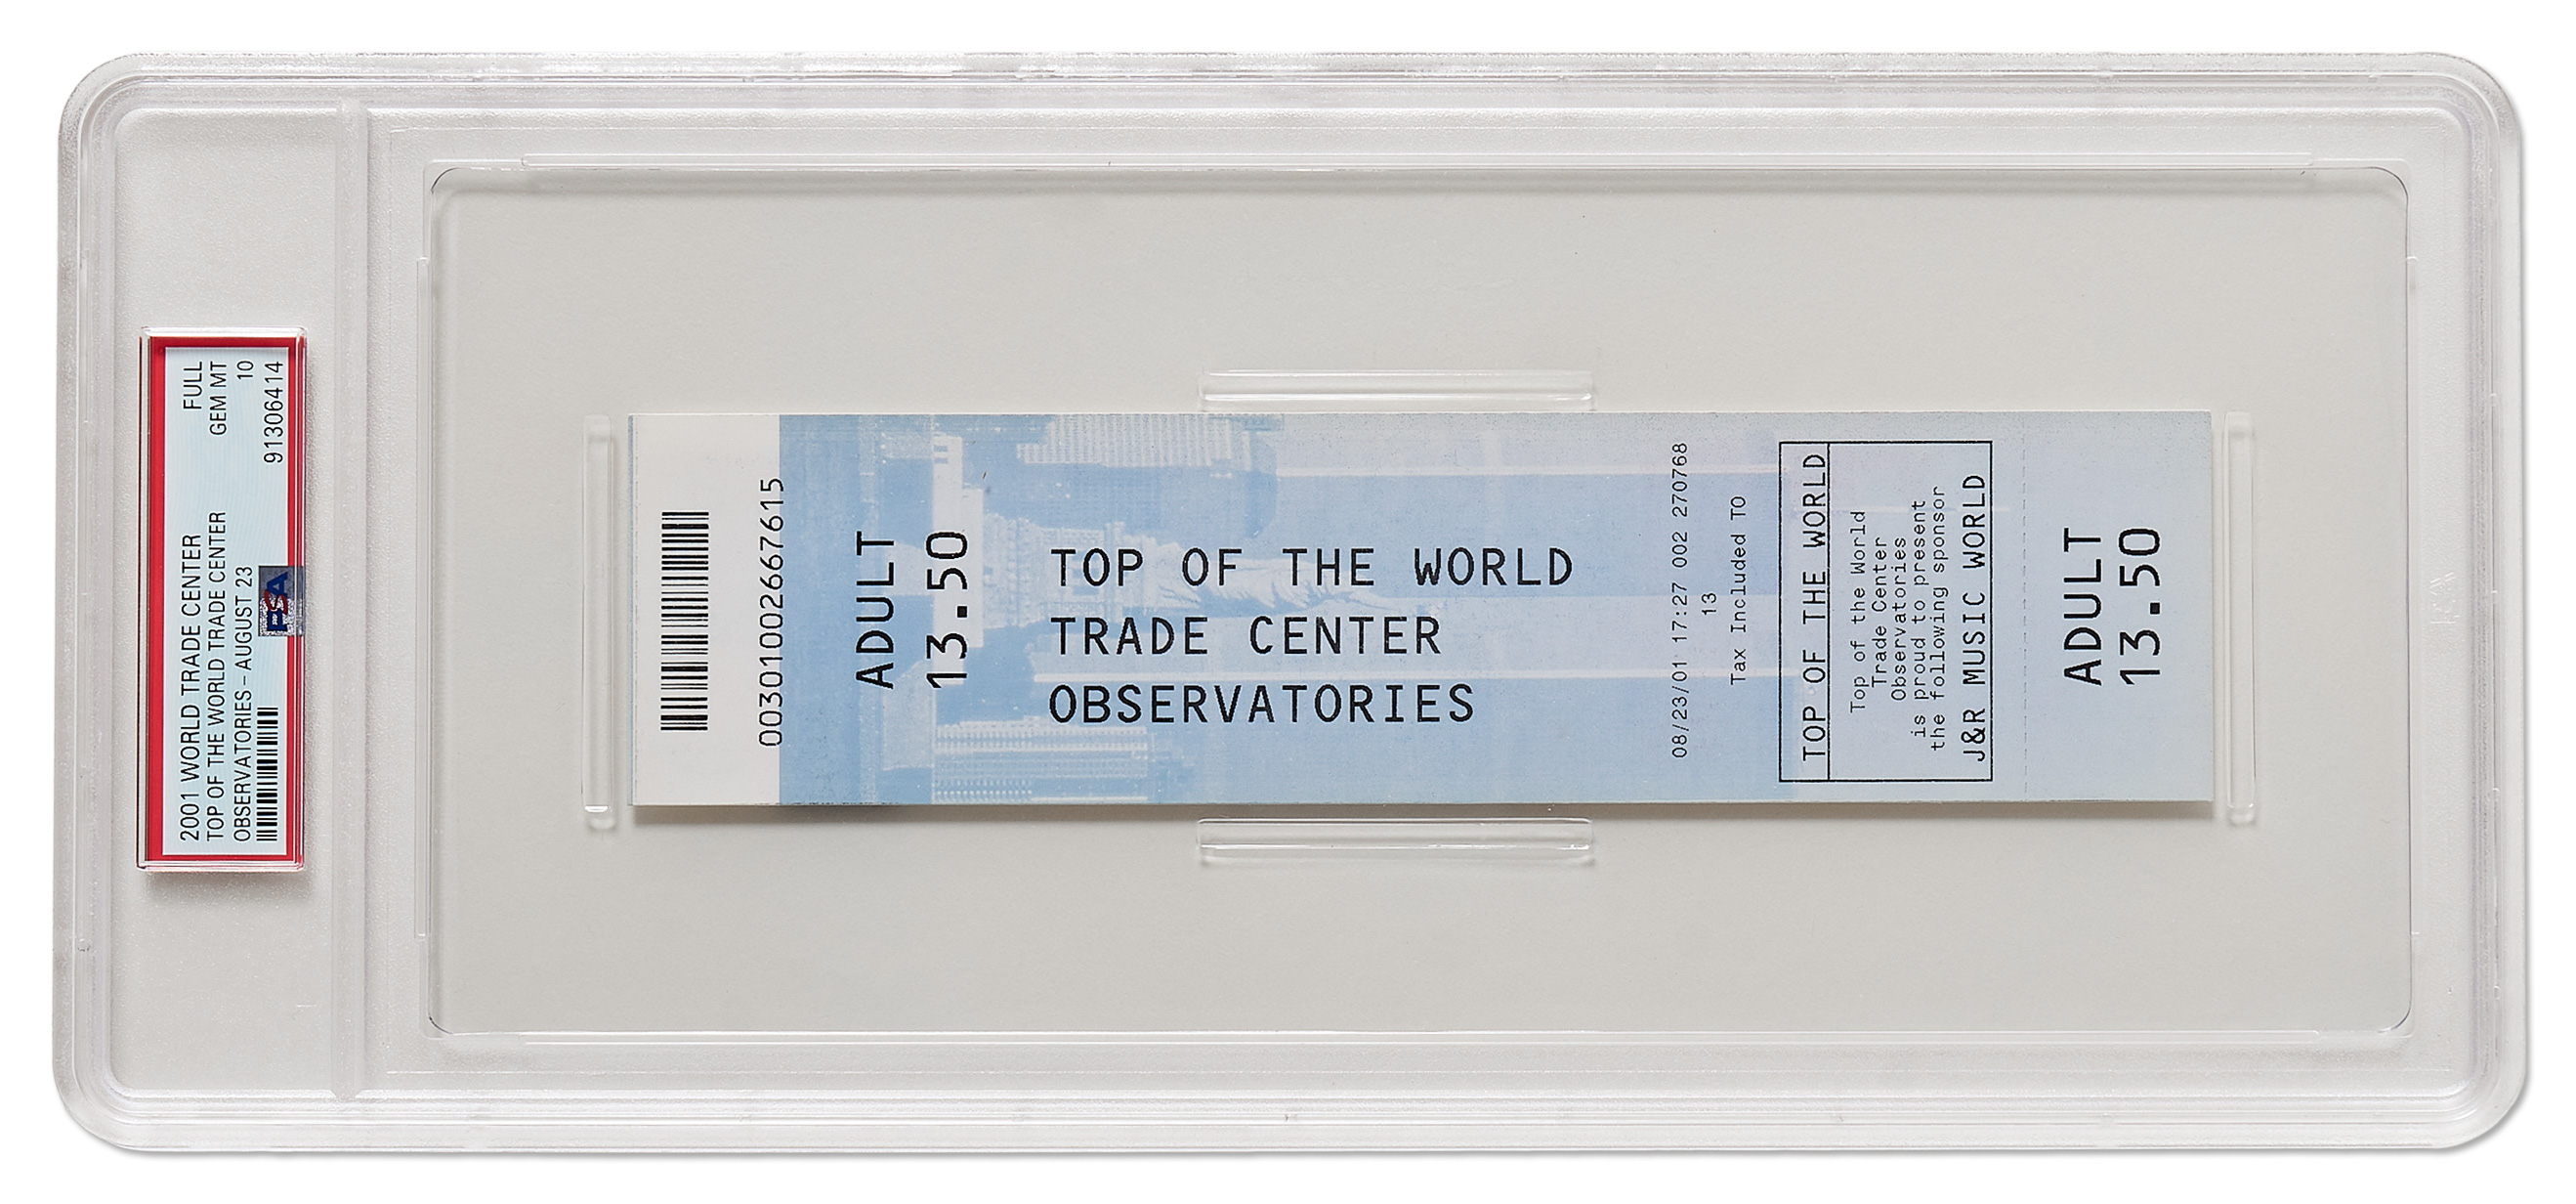 2001 WORLD TRADE CENTER FULL
TOP OF THE WORLD TRADE CENTER GEM MT
OBSERVATORIES - AUGUST 23 10
PSA 91306414
00301002667615
ADULT
13.50
TOP OF THE WORLD
TRADE CENTER
OBSERVATORIES
08/23/01 17:27 002 270768
13
Tax Included TO
TOP OF THE WORLD
Top of the World
Trade Center
Observatories
is proud to present
the following sponsor
J&R MUSIC WORLD
ADULT
13.50